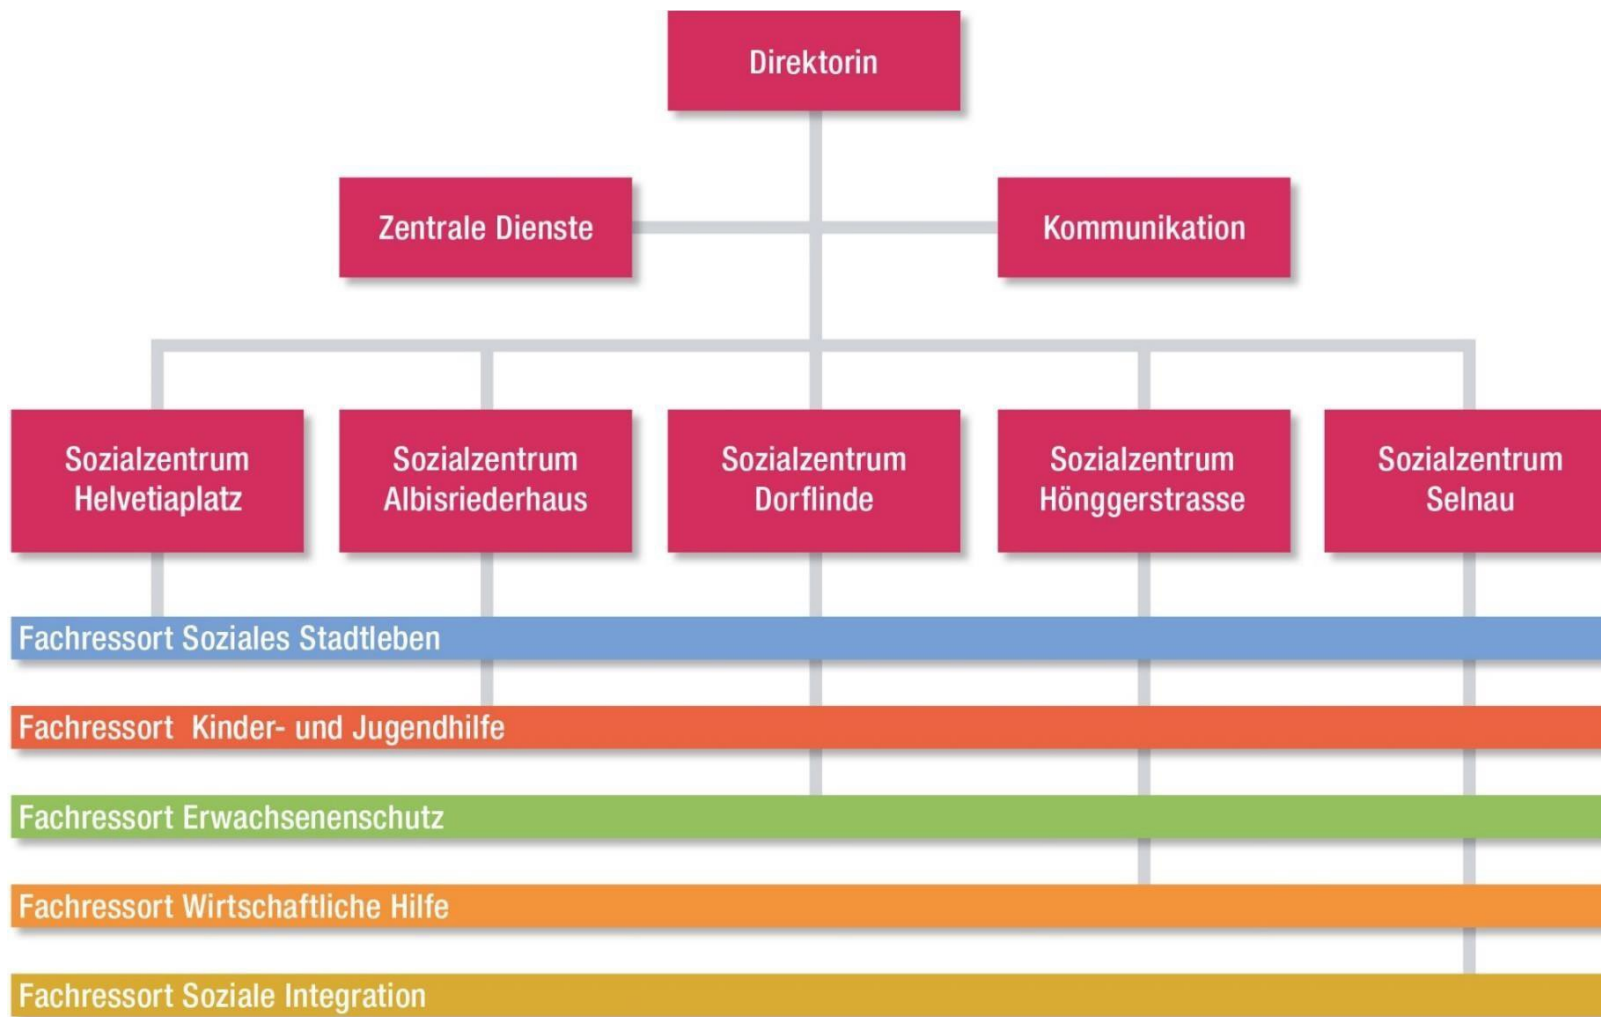 Direktorin
Zentrale Dienste
Kommunikation
Sozialzentrum
Helvetiaplatz
Sozialzentrum
Albisriederhaus
Sozialzentrum
Dorflinde
Sozialzentrum
Hönggerstrasse
Sozialzentrum
Selnau
Fachressort Soziales Stadtleben
Fachressort Kinder- und Jugendhilfe
Fachressort Erwachsenenschutz
Fachressort Wirtschaftliche Hilfe
Fachressort Soziale Integration